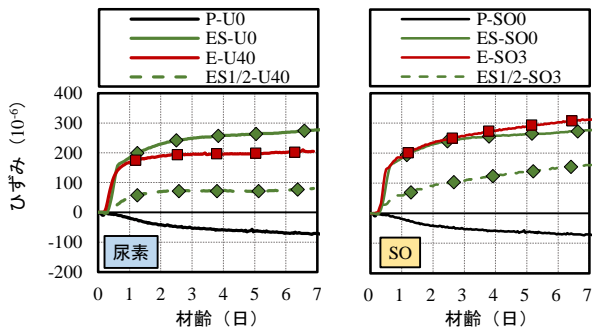 P-U0
ES-U0
E-U40
ES1/2-U40
P-SO0
ES-SO0
E-SO3
ES1/2-SO3
ひずみ（10⁻⁶）
400
300
200
100
0
-100
-200
尿素
SO
0 1 2 3 4 5 6 7
0 1 2 3 4 5 6 7
材齢（日）
材齢（日）